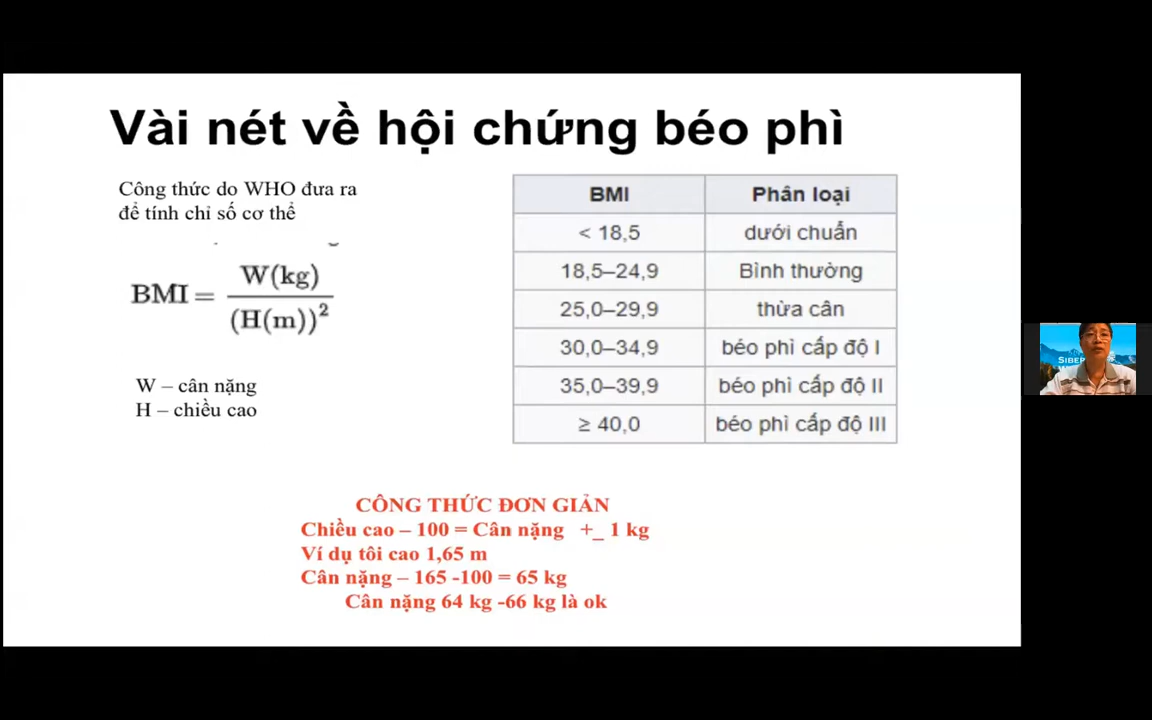 Vài nét về hội chứng béo phì
Công thức do WHO đưa ra
để tính chỉ số cơ thể
BMI = W(kg) / (H(m))²
W – cân nặng
H – chiều cao
BMI Phân loại
< 18,5 dưới chuẩn
18,5–24,9 Bình thường
25,0–29,9 thừa cân
30,0–34,9 béo phì cấp độ I
35,0–39,9 béo phì cấp độ II
≥ 40,0 béo phì cấp độ III
CÔNG THỨC ĐƠN GIẢN
Chiều cao – 100 = Cân nặng +_ 1 kg
Ví dụ tôi cao 1,65 m
Cân nặng – 165 -100 = 65 kg
Cân nặng 64 kg -66 kg là ok